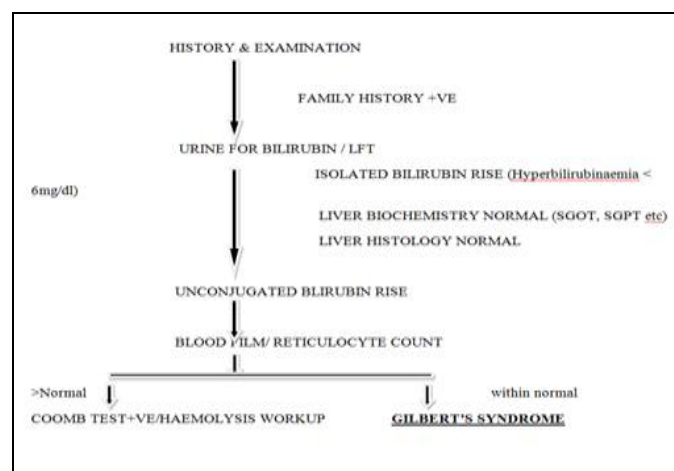 HISTORY & EXAMINATION
FAMILY HISTORY +VE
URINE FOR BILIRUBIN / LFT
ISOLATED BILIRUBIN RISE (Hyperbilirubinaemia <
6mg/dl)
LIVER BIOCHEMISTRY NORMAL (SGOT, SGPT etc)
LIVER HISTOLOGY NORMAL
UNCONJUGATED BLIRUBIN RISE
BLOOD FILM/ RETICULOCYTE COUNT
>Normal within normal
COOMB TEST+VE/HAEMOLYSIS WORKUP GILBERT'S SYNDROME